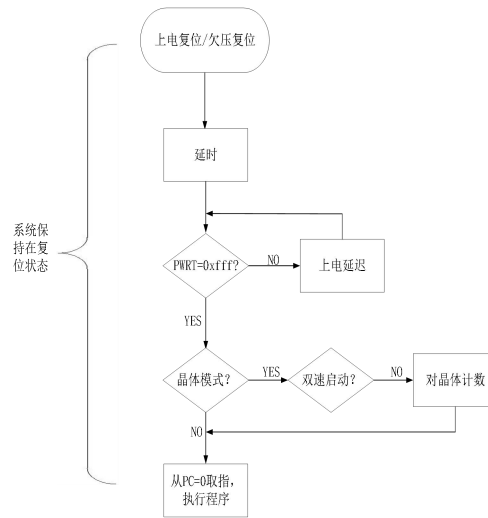 上电复位/欠压复位
延时
系统保
持在复
位状态
PWRT=0xfff?
NO
上电延迟
YES
晶体模式?
YES
双速启动?
NO
对晶体计数
NO
从PC=0取指,
执行程序